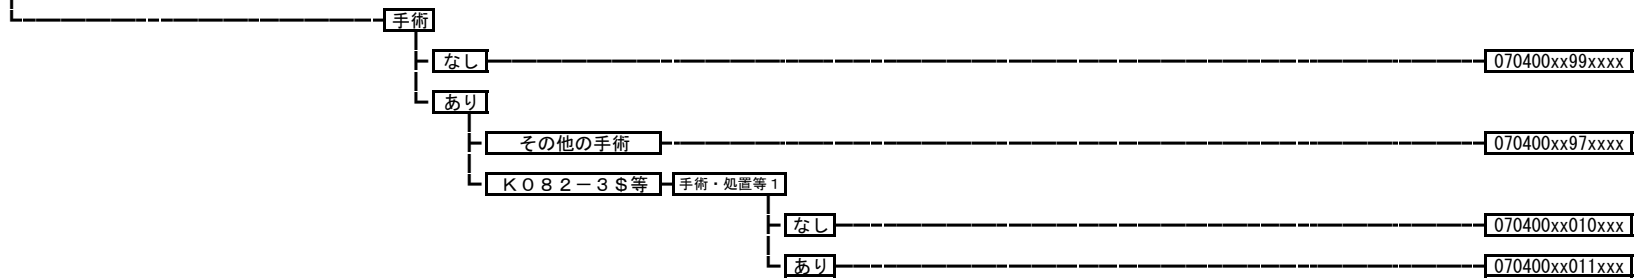 手術
なし 070400xx99xxxx
あり
その他の手術 070400xx97xxxx
Ｋ０８２－３＄等 手術・処置等１
なし 070400xx010xxx
あり 070400xx011xxx